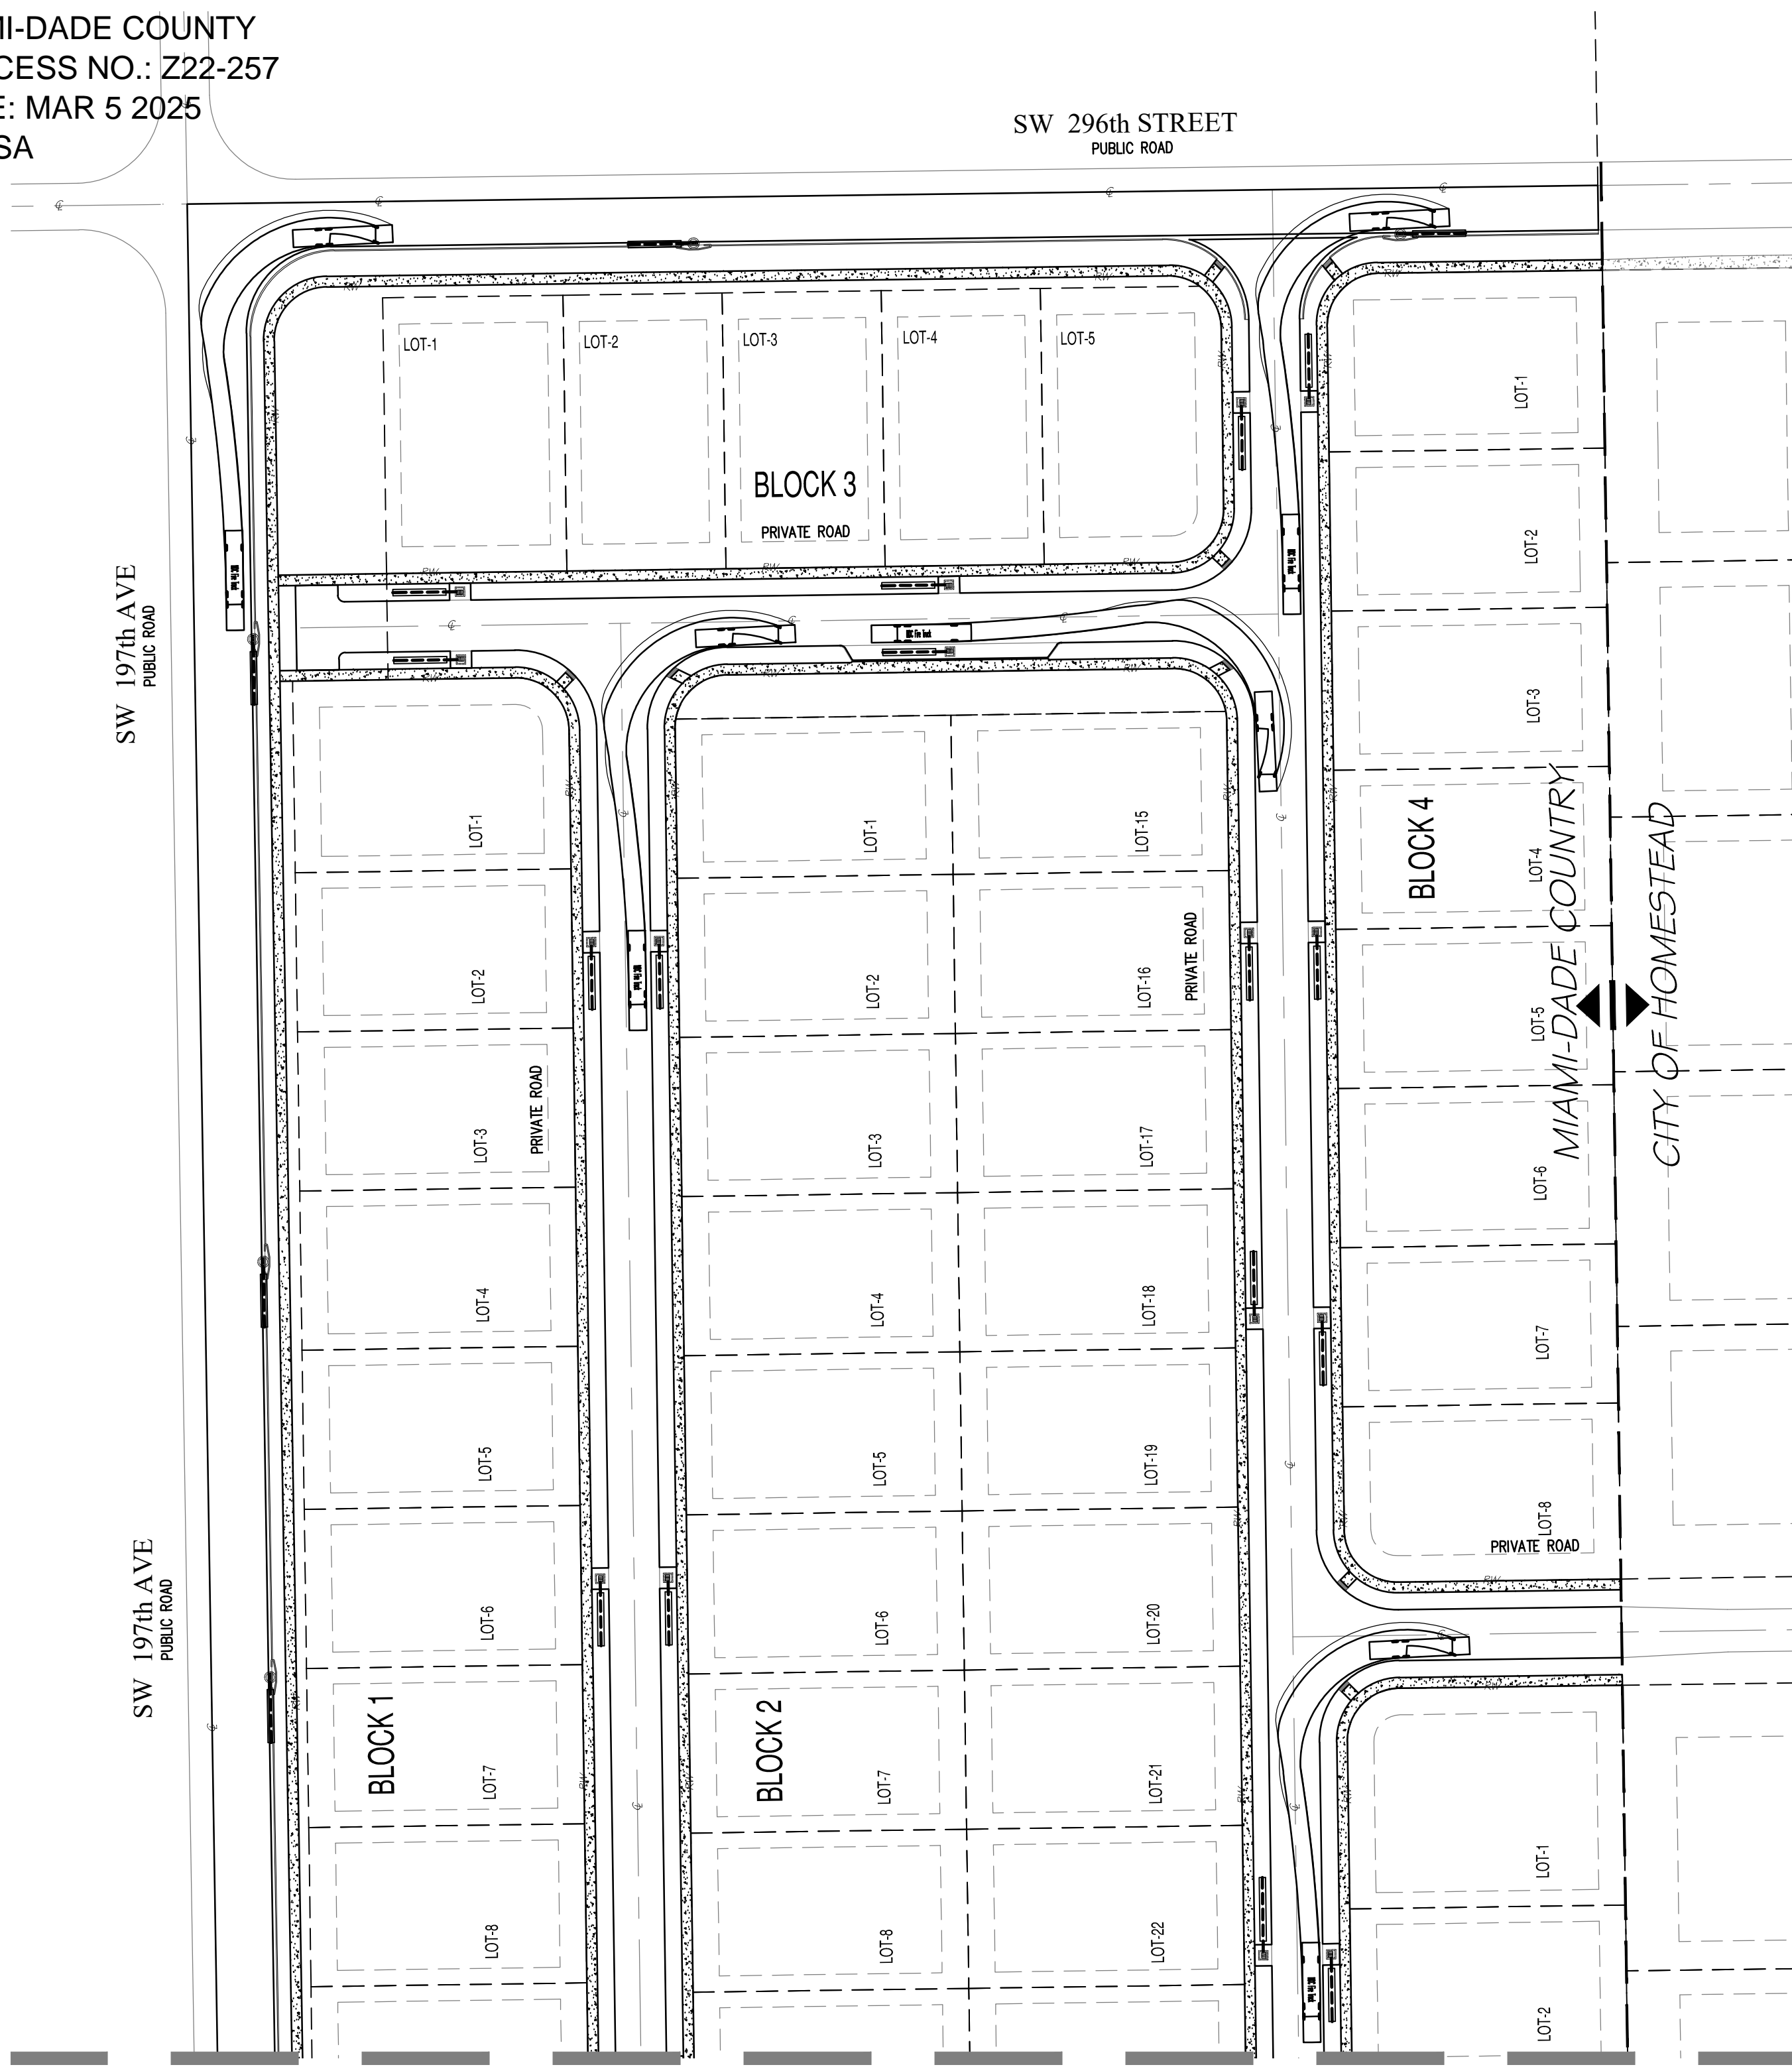 MI-DADE COUNTY
CESS NO.: Z22-257
E: MAR 5 2025
SA
SW 296th STREET
PUBLIC ROAD
LOT-1
LOT-2
LOT-3
LOT-4
LOT-5
BLOCK 3
PRIVATE ROAD
SW 197th AVE
PUBLIC ROAD
SW 197th AVE
PUBLIC ROAD
LOT-1
LOT-2
LOT-3
PRIVATE ROAD
LOT-4
LOT-5
LOT-6
BLOCK 1
LOT-7
LOT-8
LOT-1
LOT-2
LOT-3
LOT-4
LOT-5
LOT-6
BLOCK 2
LOT-7
LOT-8
LOT-15
LOT-16
PRIVATE ROAD
LOT-17
LOT-18
LOT-19
LOT-20
LOT-21
LOT-22
LOT-1
LOT-2
LOT-3
BLOCK 4
LOT-4
LOT-5
LOT-6
LOT-7
LOT-8
PRIVATE ROAD
MIAMI-DADE COUNTRY
CITY OF HOMESTEAD
LOT-1
LOT-2